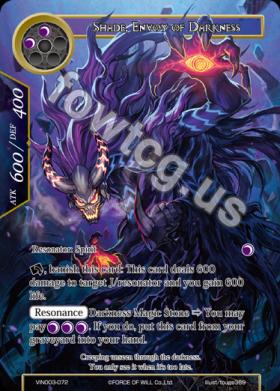 Shade, Envoy of Darkness
ATK 600 / DEF 400
fowtcg.us
Resonator: Spirit
, banish this card: This card deals 600
damage to target J/resonator and you gain 600
life.
Resonance Darkness Magic Stone ➾ You may
pay . If you do, put this card from your
graveyard into your hand.
Creeping unseen through the darkness.
You only see it when it's too late.
VIN003-072
©FORCE OF WILL Co.,Ltd.
Illust/toups389